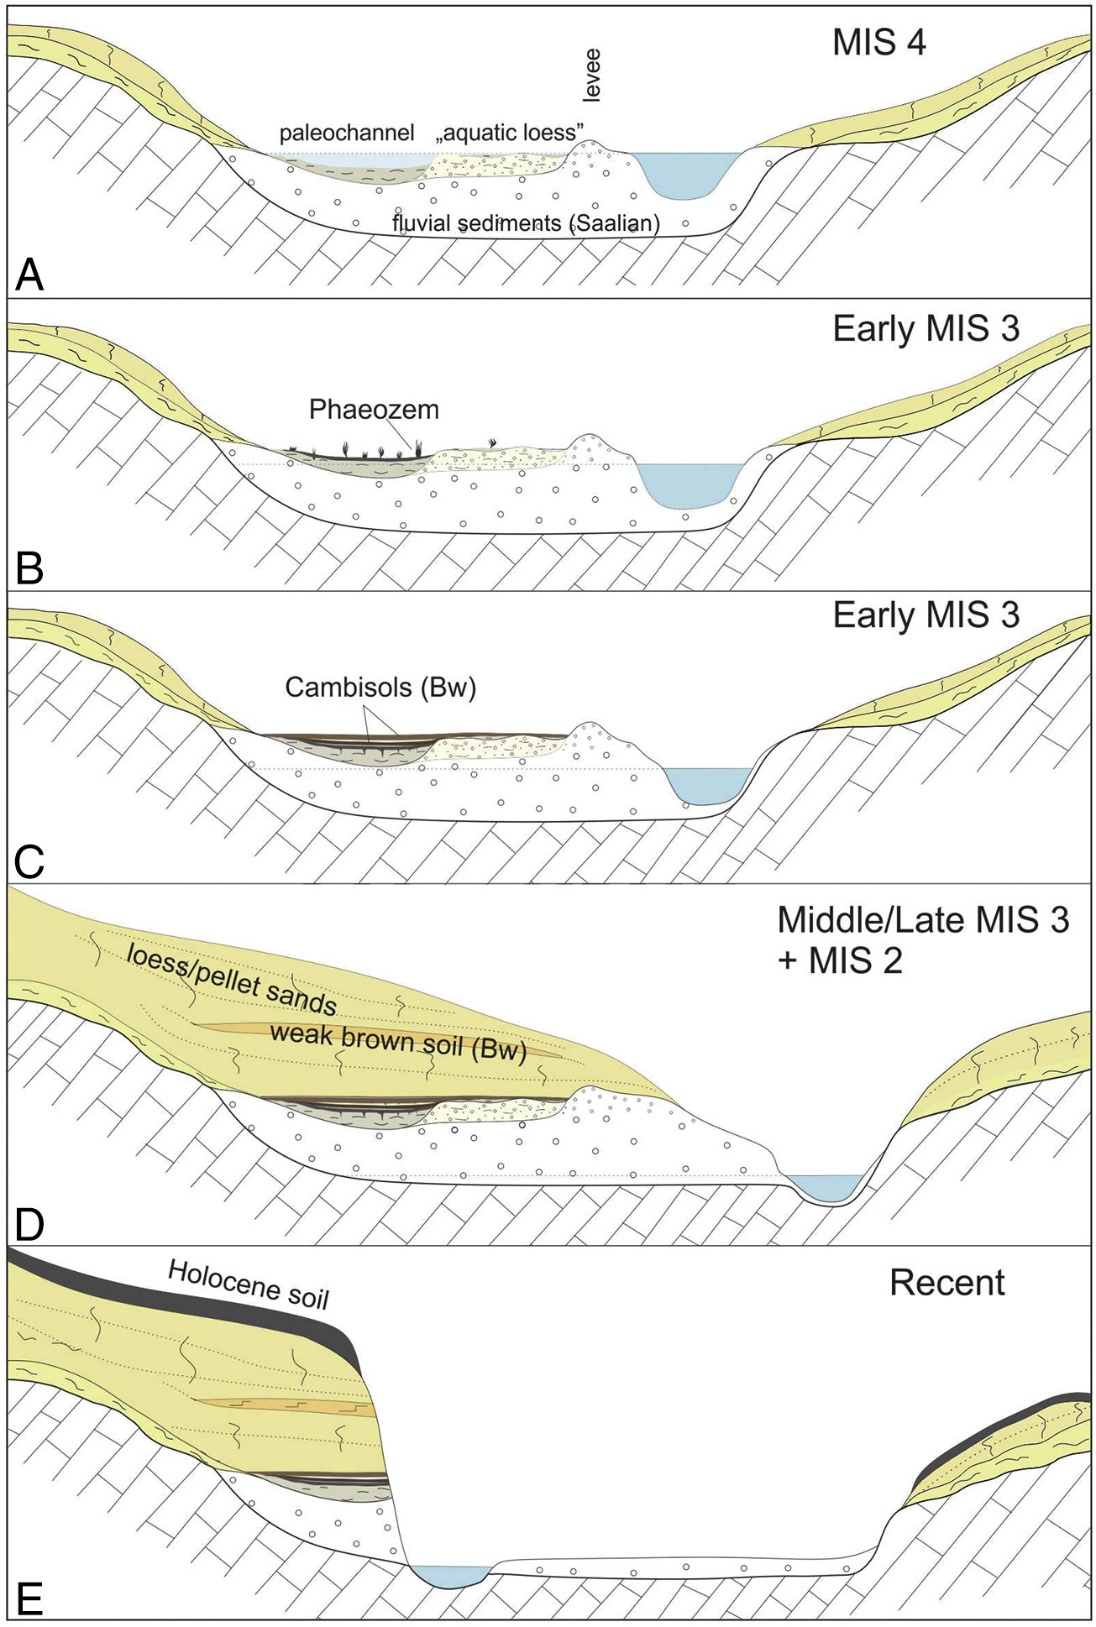 MIS 4
levee
paleochannel
„aquatic loess”
fluvial sediments (Saalian)
A
Early MIS 3
Phaeozem
B
Early MIS 3
Cambisols (Bw)
C
Middle/Late MIS 3
+ MIS 2
loess/pellet sands
weak brown soil (Bw)
D
Holocene soil
Recent
E